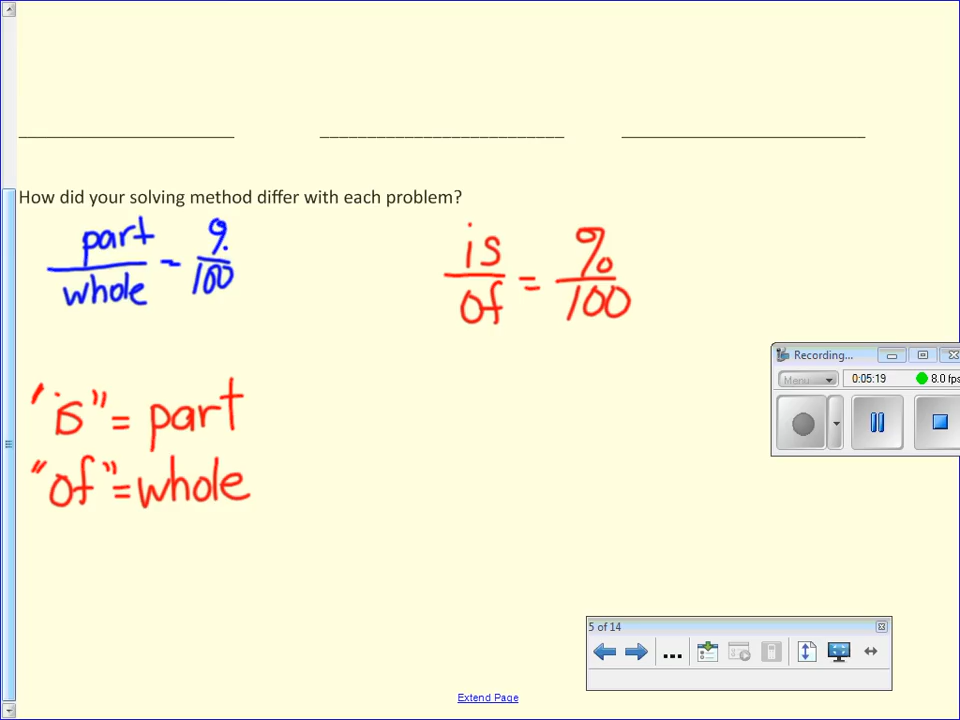 How did your solving method differ with each problem?
part/whole = %/100
is/of = %/100
"is" = part
"of" = whole
Recording...
Menu
0:05:19
8.0 fps
5 of 14
...
Extend Page